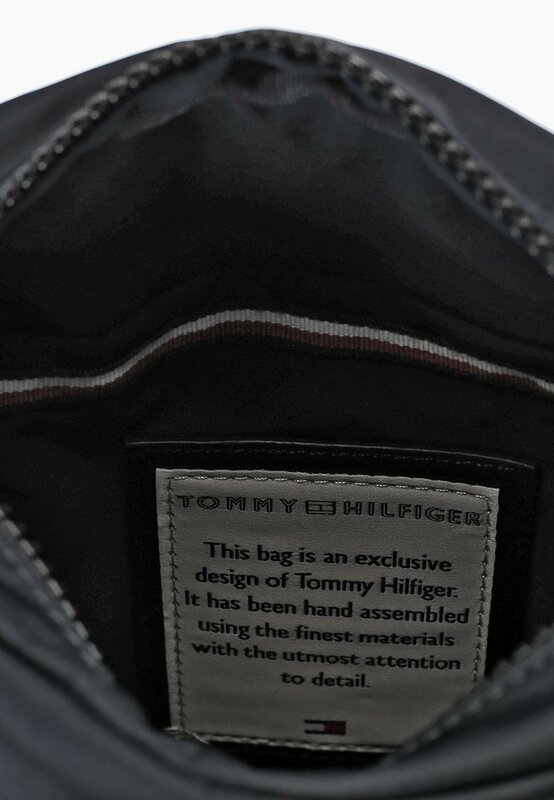 TOMMY HILFIGER
This bag is an exclusive
design of Tommy Hilfiger.
It has been hand assembled
using the finest materials
with the utmost attention
to detail.